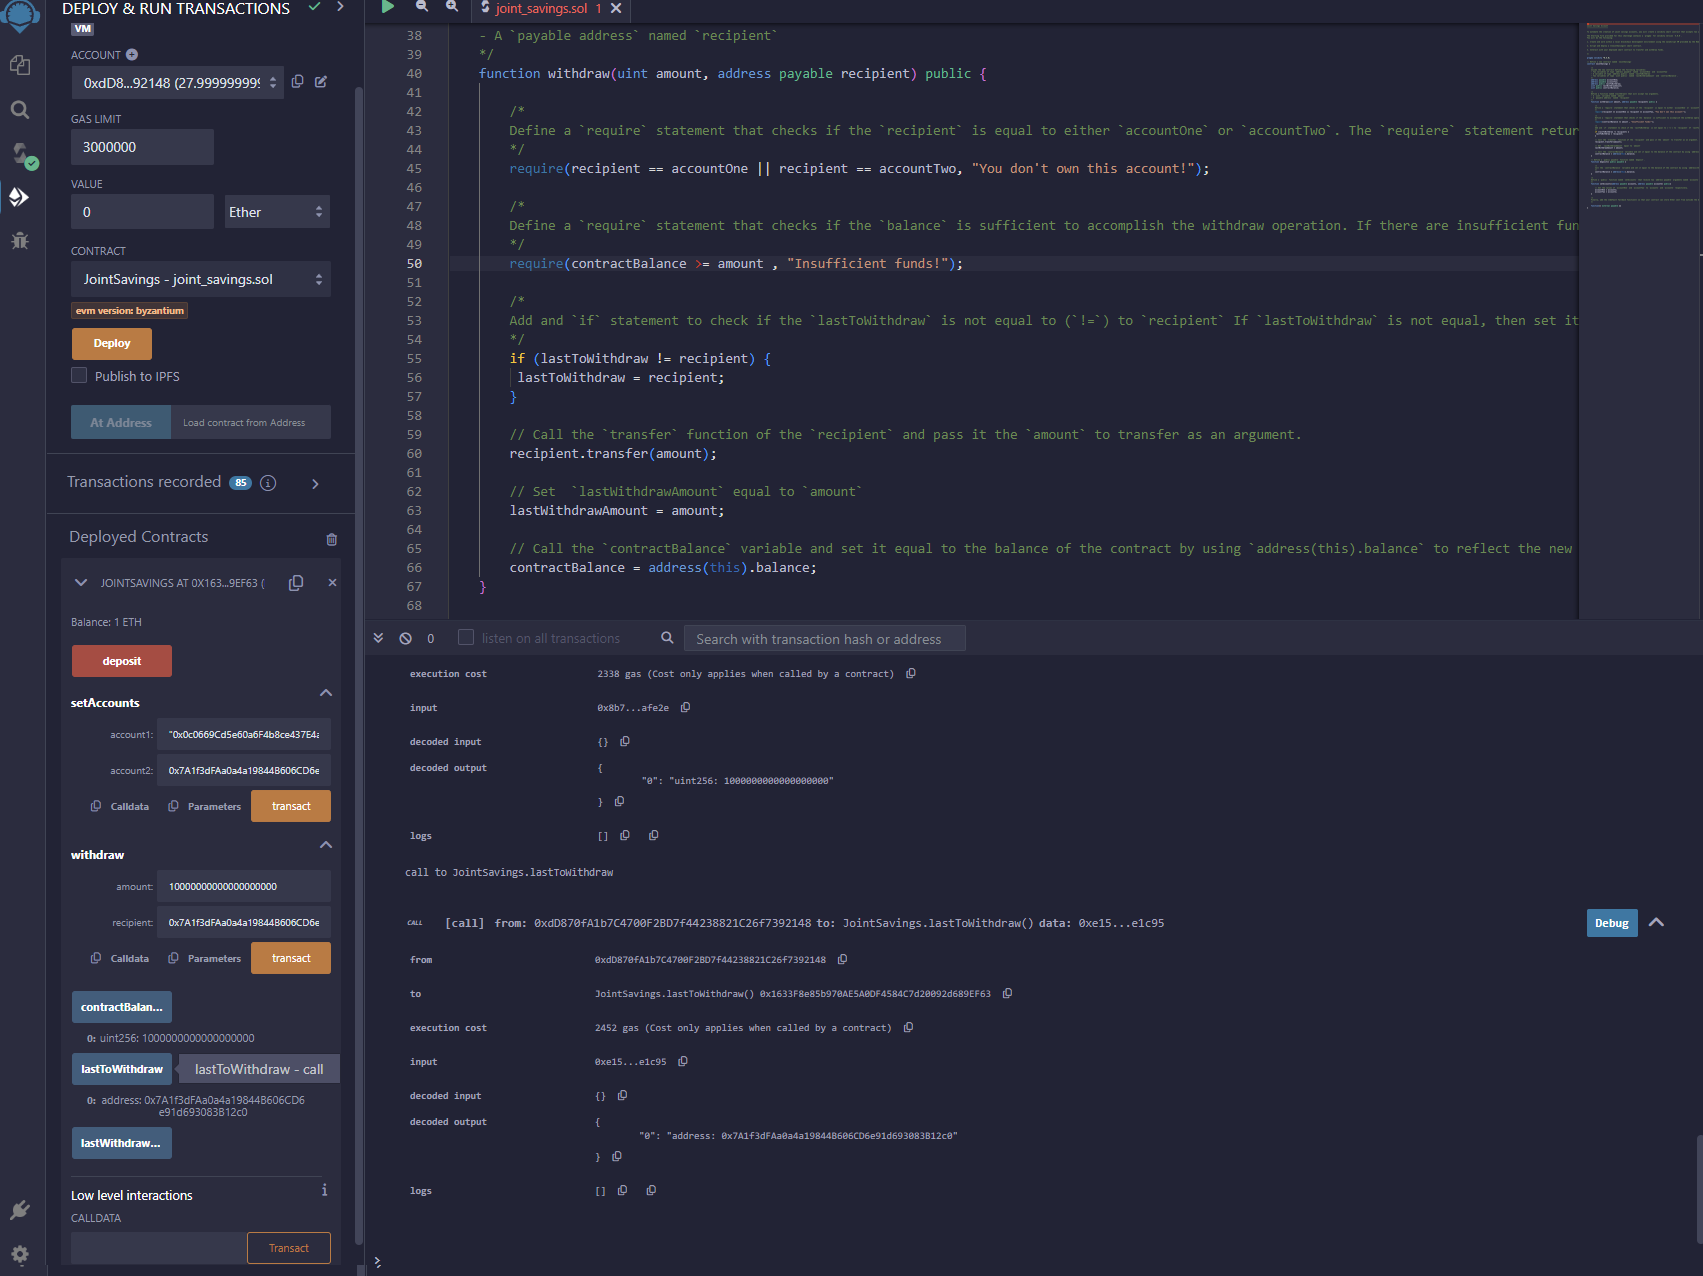 DEPLOY & RUN TRANSACTIONS
VM
ACCOUNT
0xdD8...92148 (27.999999999
GAS LIMIT
3000000
VALUE
0
Ether
CONTRACT
JointSavings - joint_savings.sol
evm version: byzantium
Deploy
Publish to IPFS
At Address
Load contract from Address
Transactions recorded 85
Deployed Contracts
JOINTSAVINGS AT 0X163...9EF63 (
Balance: 1 ETH
deposit
setAccounts
account1: "0x0c0669Cd5e60a6F4b8ce437E4a
account2: 0x7A1f3dFAa0a4a19844B606CD6e
Calldata Parameters transact
withdraw
amount: 10000000000000000000
recipient: 0x7A1f3dFAa0a4a19844B606CD6e
Calldata Parameters transact
contractBalan...
0: uint256: 1000000000000000000
lastToWithdraw
lastToWithdraw - call
0: address: 0x7A1f3dFAa0a4a19844B606CD6
e91d693083B12c0
lastWithdraw...
Low level interactions
CALLDATA
Transact
joint_savings.sol 1
38 - A `payable address` named `recipient`
39 */
40 function withdraw(uint amount, address payable recipient) public {
41
42 /*
43 Define a `require` statement that checks if the `recipient` is equal to either `accountOne` or `accountTwo`. The `requiere` statement retur
44 */
45 require(recipient == accountOne || recipient == accountTwo, "You don't own this account!");
46
47 /*
48 Define a `require` statement that checks if the `balance` is sufficient to accomplish the withdraw operation. If there are insufficient fun
49 */
50 require(contractBalance >= amount , "Insufficient funds!");
51
52 /*
53 Add and `if` statement to check if the `lastToWithdraw` is not equal to (`!=`) to `recipient` If `lastToWithdraw` is not equal, then set it
54 */
55 if (lastToWithdraw != recipient) {
56 lastToWithdraw = recipient;
57 }
58
59 // Call the `transfer` function of the `recipient` and pass it the `amount` to transfer as an argument.
60 recipient.transfer(amount);
61
62 // Set  `lastWithdrawAmount` equal to `amount`
63 lastWithdrawAmount = amount;
64
65 // Call the `contractBalance` variable and set it equal to the balance of the contract by using `address(this).balance` to reflect the new
66 contractBalance = address(this).balance;
67 }
68
0
listen on all transactions
Search with transaction hash or address
execution cost 2338 gas (Cost only applies when called by a contract)
input 0x8b7...afe2e
decoded input {}
decoded output {
"0": "uint256: 1000000000000000000"
}
logs []
call to JointSavings.lastToWithdraw
CALL [call] from: 0xdD870fA1b7C4700F2BD7f44238821C26f7392148 to: JointSavings.lastToWithdraw() data: 0xe15...e1c95
Debug
from 0xdD870fA1b7C4700F2BD7f44238821C26f7392148
to JointSavings.lastToWithdraw() 0x1633F8e85b970AE5A0DF4584C7d20092d689EF63
execution cost 2452 gas (Cost only applies when called by a contract)
input 0xe15...e1c95
decoded input {}
decoded output {
"0": "address: 0x7A1f3dFAa0a4a19844B606CD6e91d693083B12c0"
}
logs []